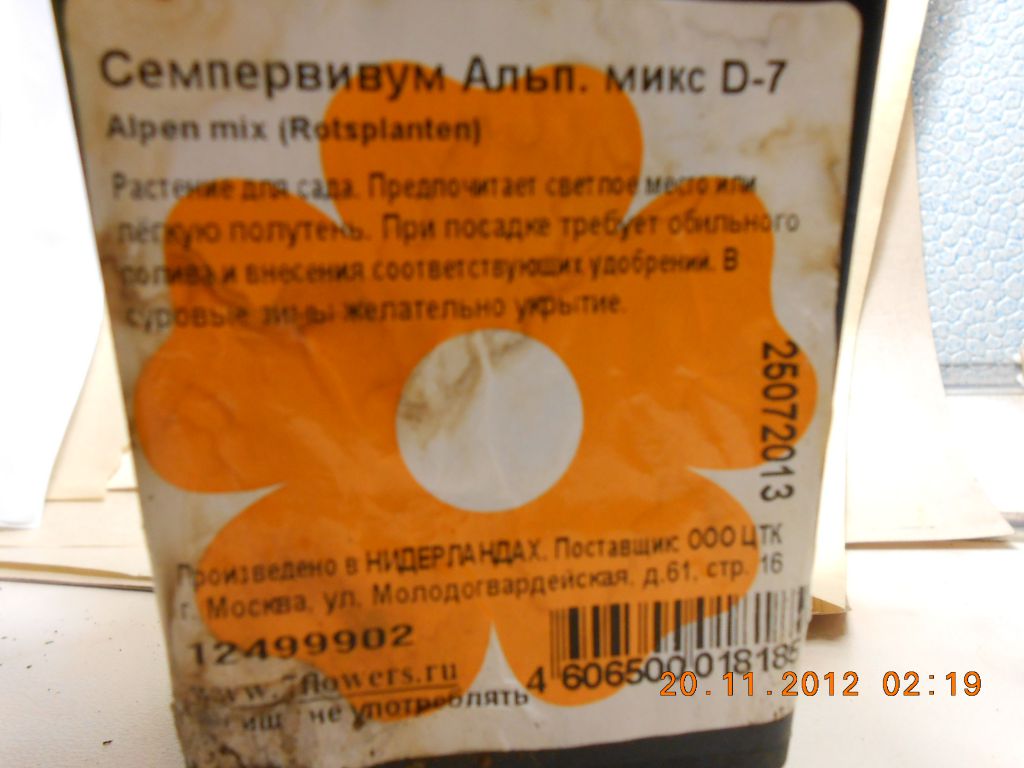 Семпервивум Альп. микс D-7
Alpen mix (Rotsplanten)
Растение для сада. Предпочитает светлое место или
лёгкую полутень. При посадке требует обильного
полива и внесения соответствующих удобрений. В
суровые зимы желательно укрытие.
25072013
Произведено в НИДЕРЛАНДАХ. Поставщик ООО ЦТК
г. Москва, ул. Молодогвардейская, д.61, стр. 16
12499902
www.7flowers.ru
не употреблять
4 606500 018185
20.11.2012 02:19